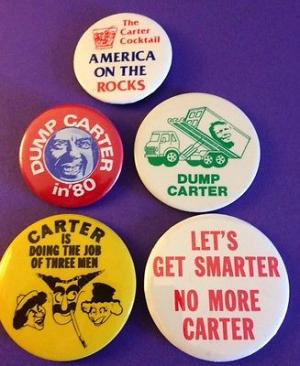 The
Carter
Cocktail
AMERICA
ON THE
ROCKS
DUMP CARTER
in '80
DUMP
CARTER
CARTER
IS
DOING THE JOB
OF THREE MEN
LET'S
GET SMARTER
NO MORE
CARTER